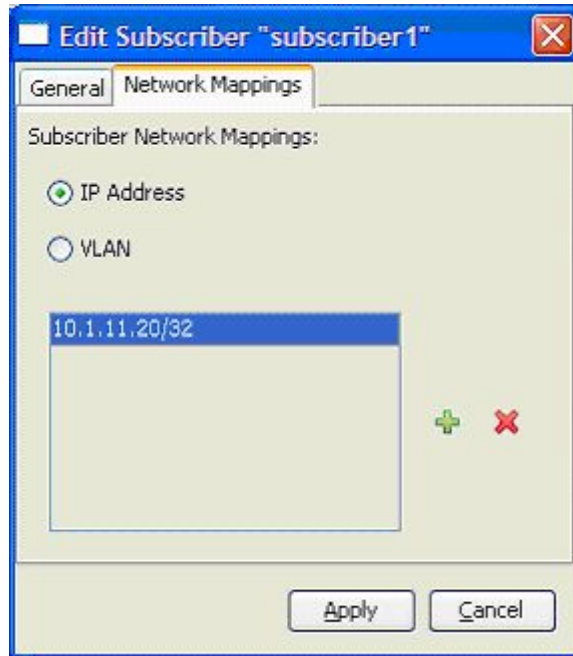 Edit Subscriber "subscriber1"
General Network Mappings
Subscriber Network Mappings:
IP Address
VLAN
10.1.11.20/32
Apply Cancel